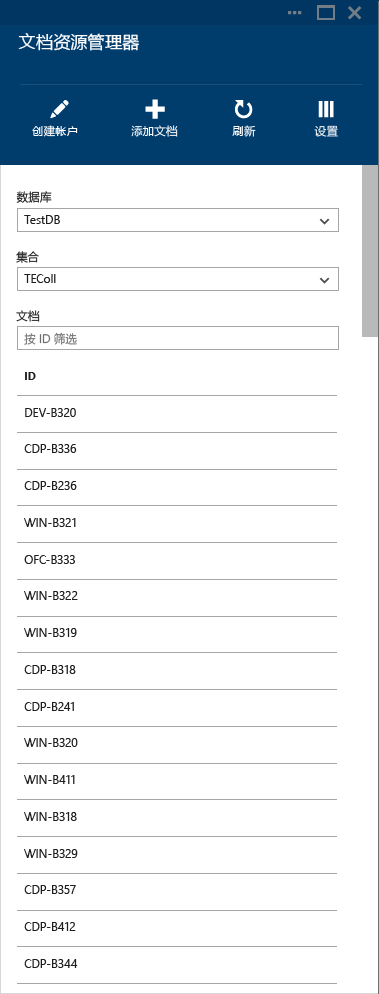 文档资源管理器
创建帐户 添加文档 刷新 设置
数据库
TestDB
集合
TEColl
文档
按 ID 筛选
ID
DEV-B320
CDP-B336
CDP-B236
WIN-B321
OFC-B333
WIN-B322
WIN-B319
CDP-B318
CDP-B241
WIN-B320
WIN-B411
WIN-B318
WIN-B329
CDP-B357
CDP-B412
CDP-B344